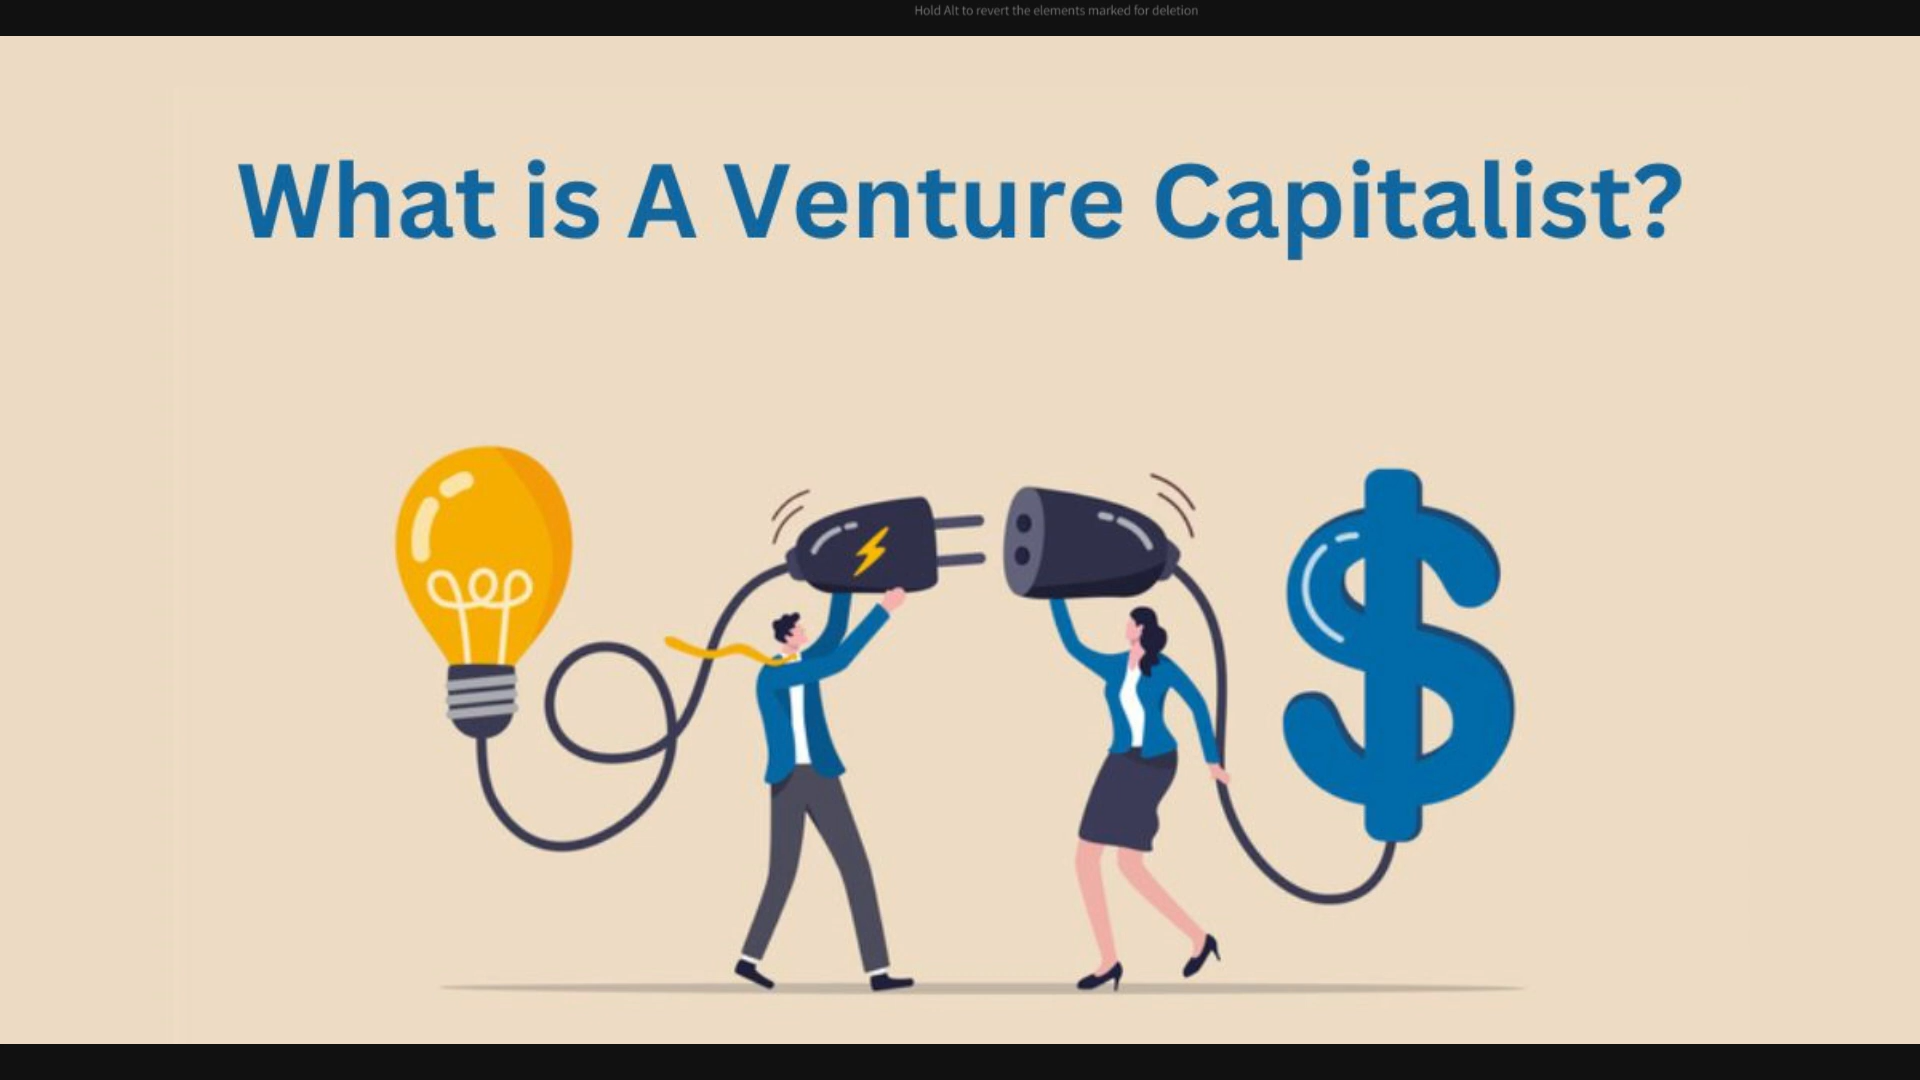 Hold Alt to revert the elements marked for deletion
What is A Venture Capitalist?